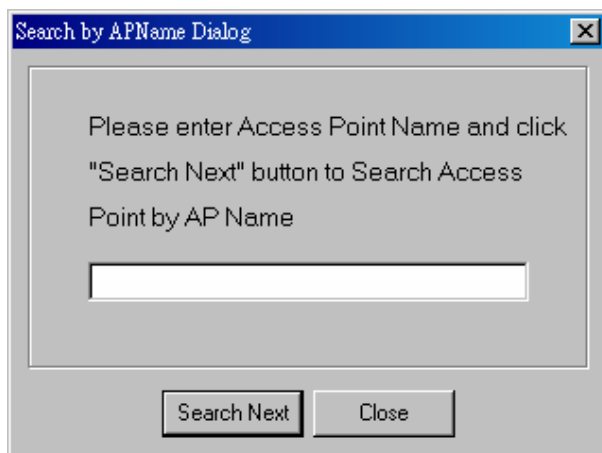 Search by APName Dialog
Please enter Access Point Name and click
"Search Next" button to Search Access
Point by AP Name
Search Next
Close